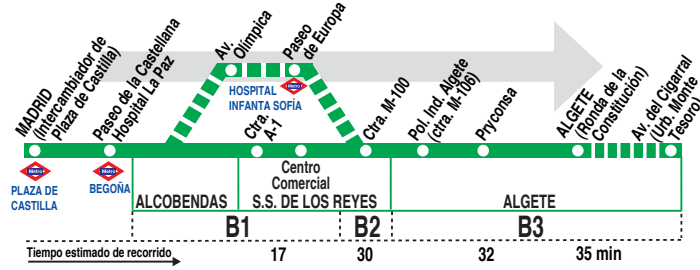 MADRID
(Intercambiador de
Plaza de Castilla)
Paseo de la Castellana
Hospital La Paz
Av.
Olímpica
Paseo
de Europa
Ctra.
A-1
Ctra. M-100
Pol. Ind. Algete
(ctra. M-106)
Pryconsa
ALGETE
(Ronda de la
Constitución)
Av. del Cigarral
(Urb. Monte
Tesoro)
Metro
HOSPITAL
INFANTA SOFÍA
Metro
PLAZA DE
CASTILLA
Metro
BEGOÑA
Centro
Comercial
ALCOBENDAS
S.S. DE LOS REYES
ALGETE
B1
B2
B3
Tiempo estimado de recorrido
17
30
32
35 min